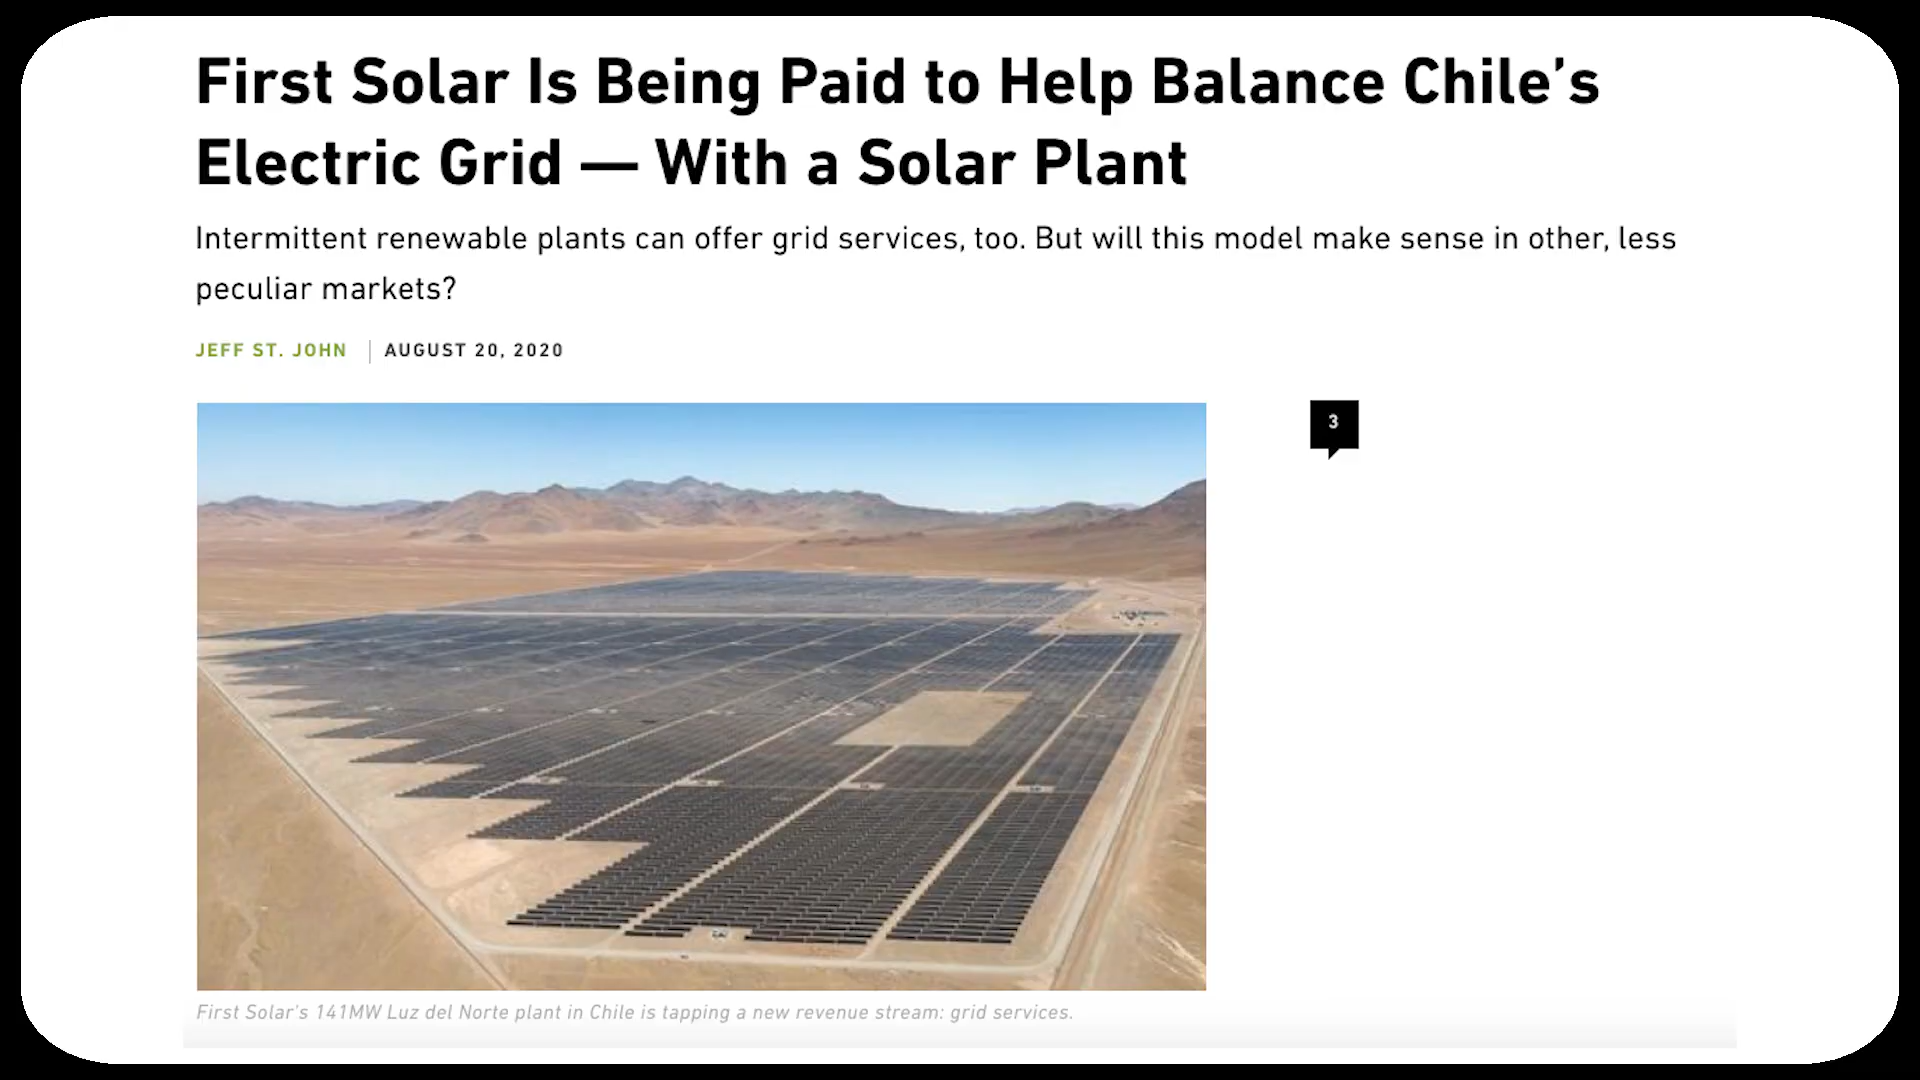 First Solar Is Being Paid to Help Balance Chile’s
Electric Grid — With a Solar Plant
Intermittent renewable plants can offer grid services, too. But will this model make sense in other, less
peculiar markets?
JEFF ST. JOHN | AUGUST 20, 2020
3
First Solar's 141MW Luz del Norte plant in Chile is tapping a new revenue stream: grid services.